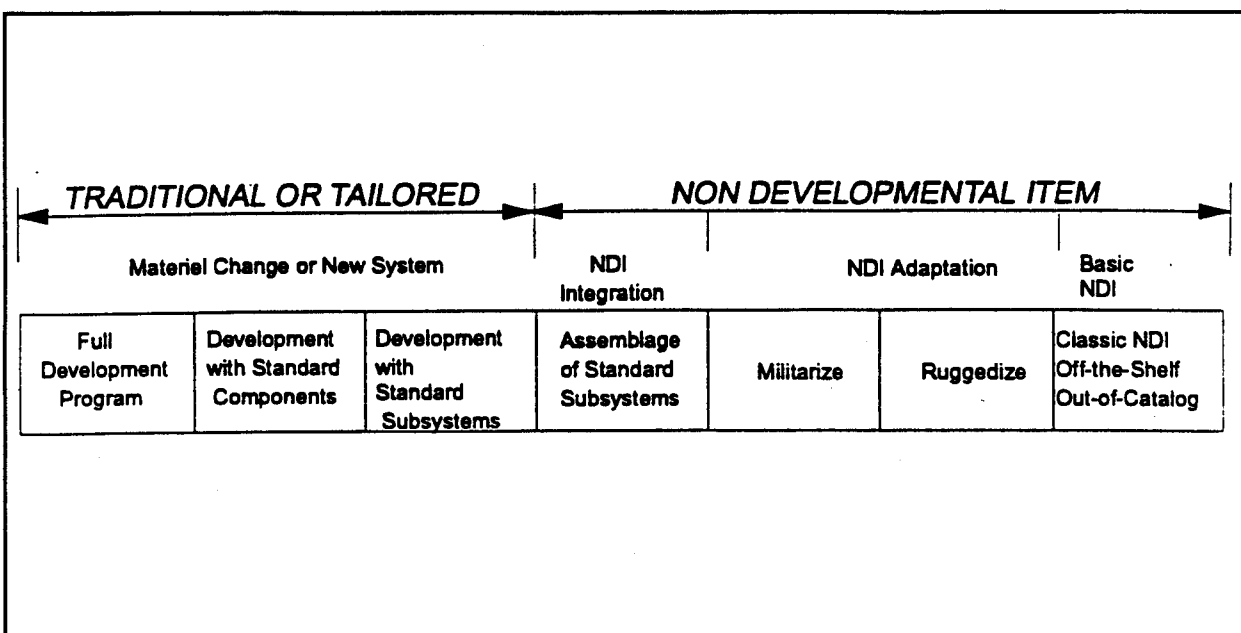 TRADITIONAL OR TAILORED
NON DEVELOPMENTAL ITEM
Materiel Change or New System
NDI
Integration
NDI Adaptation
Basic
NDI
Full
Development
Program
Development
with Standard
Components
Development
with
Standard
Subsystems
Assemblage
of Standard
Subsystems
Militarize
Ruggedize
Classic NDI
Off-the-Shelf
Out-of-Catalog